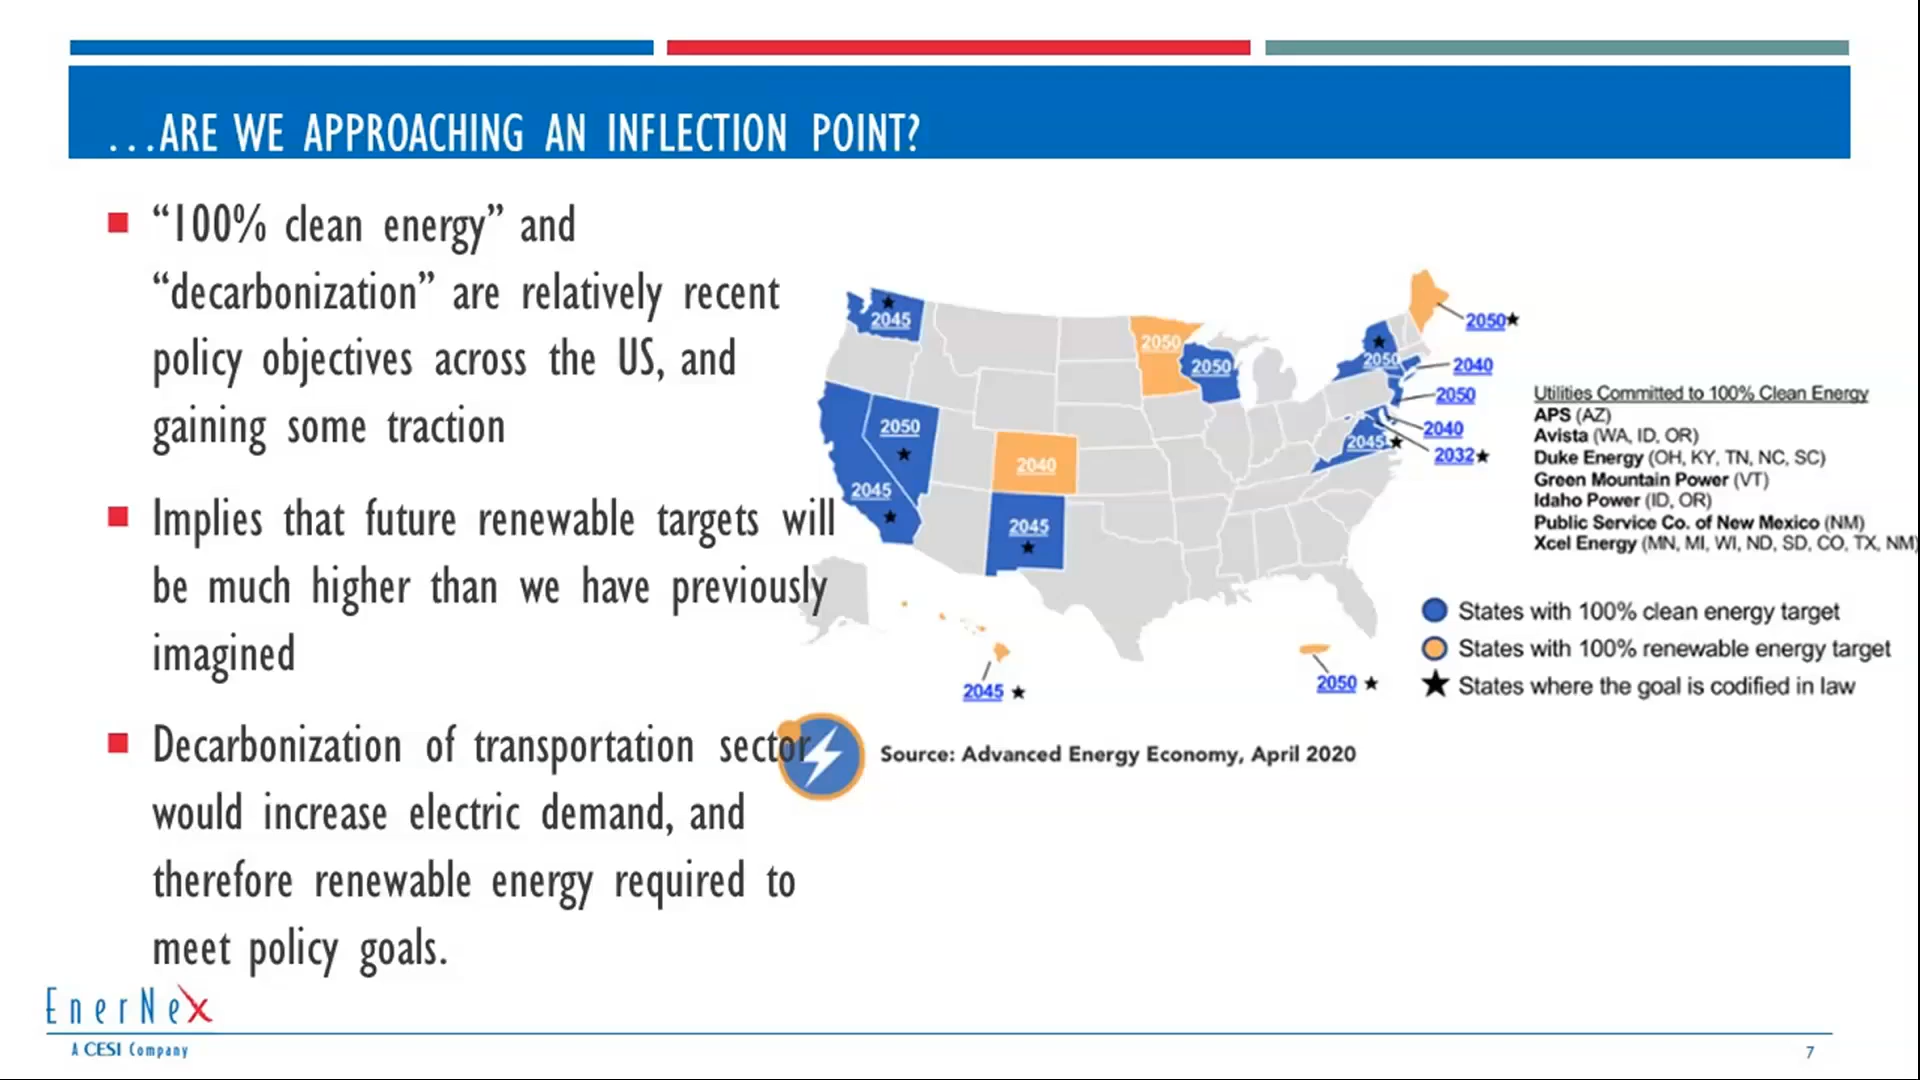 ...ARE WE APPROACHING AN INFLECTION POINT?
“100% clean energy” and
“decarbonization” are relatively recent
policy objectives across the US, and
gaining some traction
Implies that future renewable targets will
be much higher than we have previously
imagined
Decarbonization of transportation sector
would increase electric demand, and
therefore renewable energy required to
meet policy goals.
2045
2050
2045
2040
2045
2050
2050
2050
2045
2050
2040
2050
2040
2032
2045
2050
Utilities Committed to 100% Clean Energy
APS (AZ)
Avista (WA, ID, OR)
Duke Energy (OH, KY, TN, NC, SC)
Green Mountain Power (VT)
Idaho Power (ID, OR)
Public Service Co. of New Mexico (NM)
Xcel Energy (MN, MI, WI, ND, SD, CO, TX, NM)
States with 100% clean energy target
States with 100% renewable energy target
States where the goal is codified in law
Source: Advanced Energy Economy, April 2020
EnerNex
A CESI Company
7